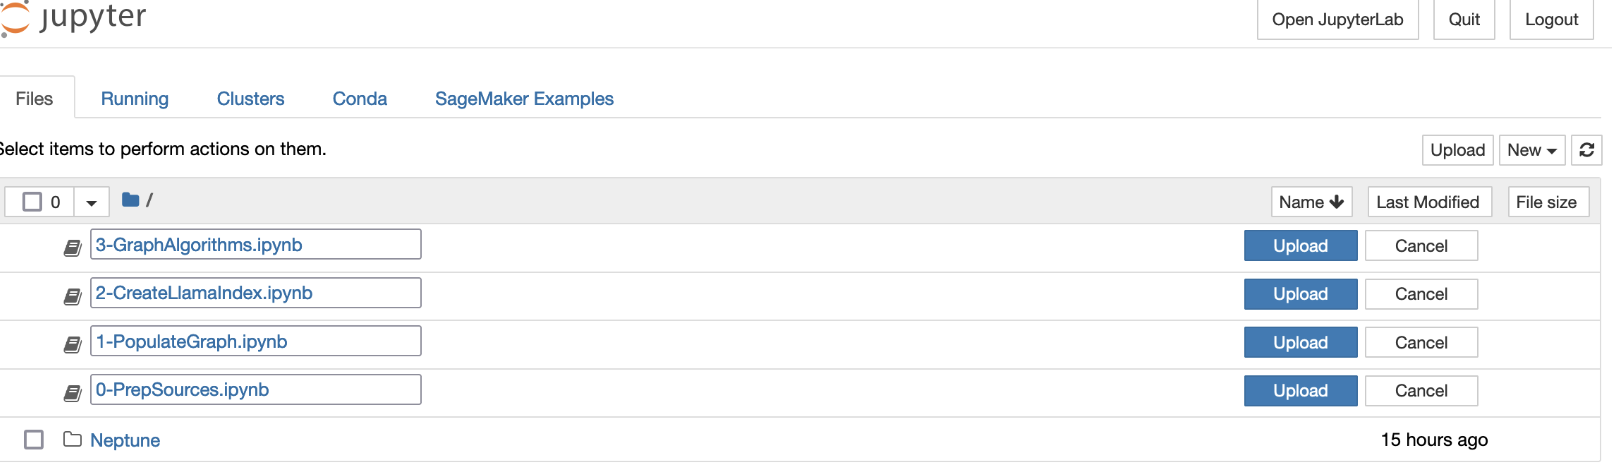 jupyter
Open JupyterLab Quit Logout
Files Running Clusters Conda SageMaker Examples
Select items to perform actions on them.
Upload New
0 / Name Last Modified File size
3-GraphAlgorithms.ipynb Upload Cancel
2-CreateLlamaIndex.ipynb Upload Cancel
1-PopulateGraph.ipynb Upload Cancel
0-PrepSources.ipynb Upload Cancel
Neptune 15 hours ago